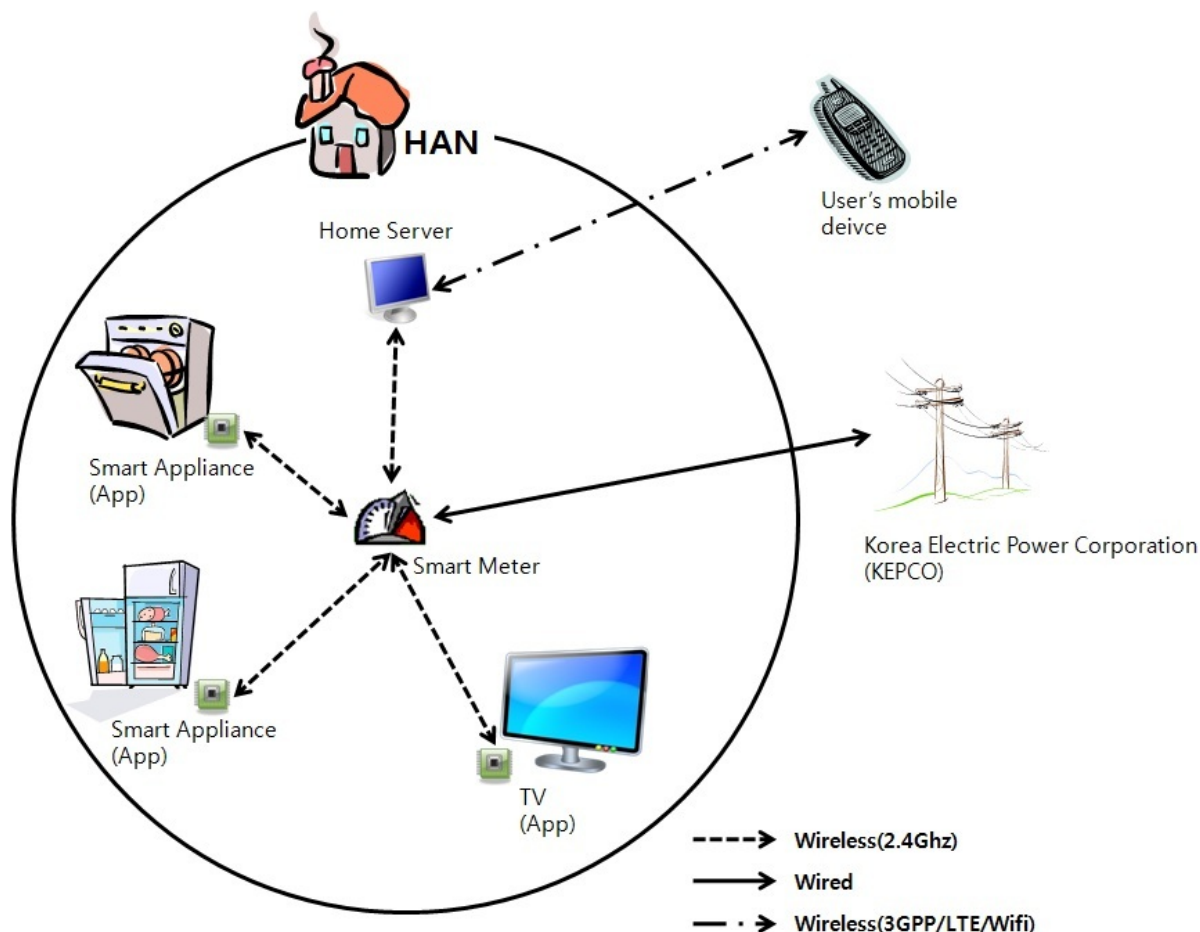 HAN
Home Server
User's mobile
deivce
Smart Appliance
(App)
Smart Meter
Korea Electric Power Corporation
(KEPCO)
Smart Appliance
(App)
TV
(App)
Wireless(2.4Ghz)
Wired
Wireless(3GPP/LTE/Wifi)